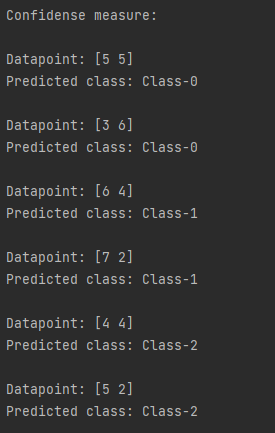 Confidense measure:
Datapoint: [5 5]
Predicted class: Class-0
Datapoint: [3 6]
Predicted class: Class-0
Datapoint: [6 4]
Predicted class: Class-1
Datapoint: [7 2]
Predicted class: Class-1
Datapoint: [4 4]
Predicted class: Class-2
Datapoint: [5 2]
Predicted class: Class-2